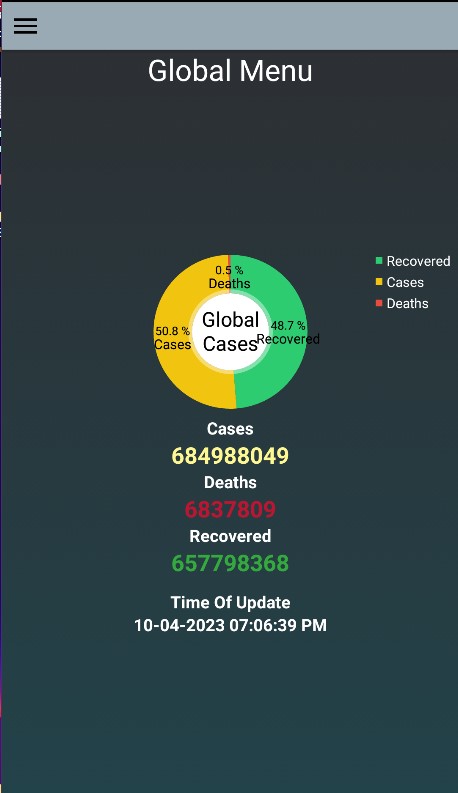 Global Menu
0.5 %
Deaths
Recovered
Cases
Deaths
Global
Cases
50.8 %
Cases
48.7 %
Recovered
Cases
684988049
Deaths
6837809
Recovered
657798368
Time Of Update
10-04-2023 07:06:39 PM